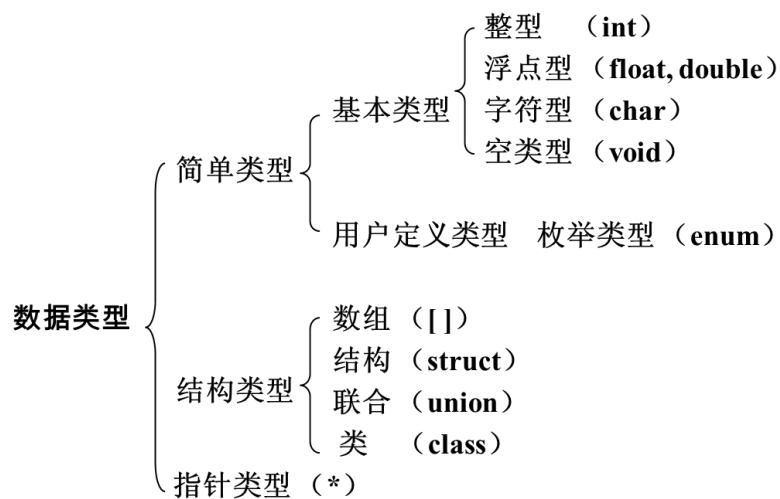 整型 （int）
浮点型（float, double）
基本类型
字符型（char）
空类型（void）
简单类型
用户定义类型 枚举类型（enum）
数据类型
数组（[ ]）
结构（struct）
结构类型
联合（union）
类 （class）
指针类型（*）